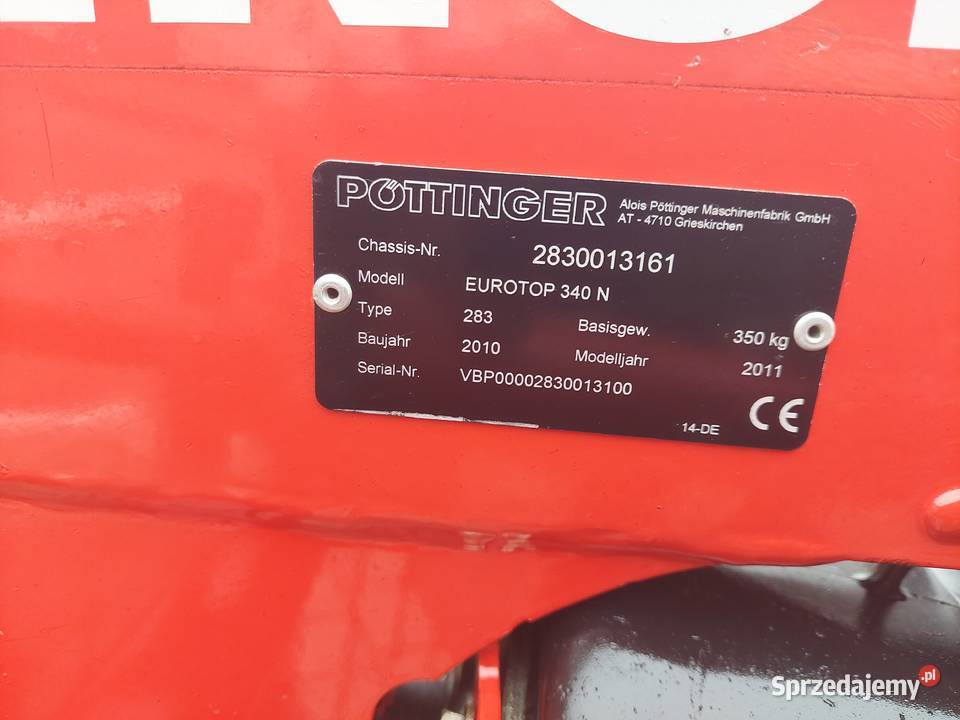 PÖTTINGER
Alois Pöttinger Maschinenfabrik GmbH
AT - 4710 Grieskirchen
Chassis-Nr. 2830013161
Modell EUROTOP 340 N
Type 283 Basisgew. 350 kg
Baujahr 2010 Modelljahr 2011
Serial-Nr. VBP00002830013100
14-DE CE
Sprzedajemy.pl